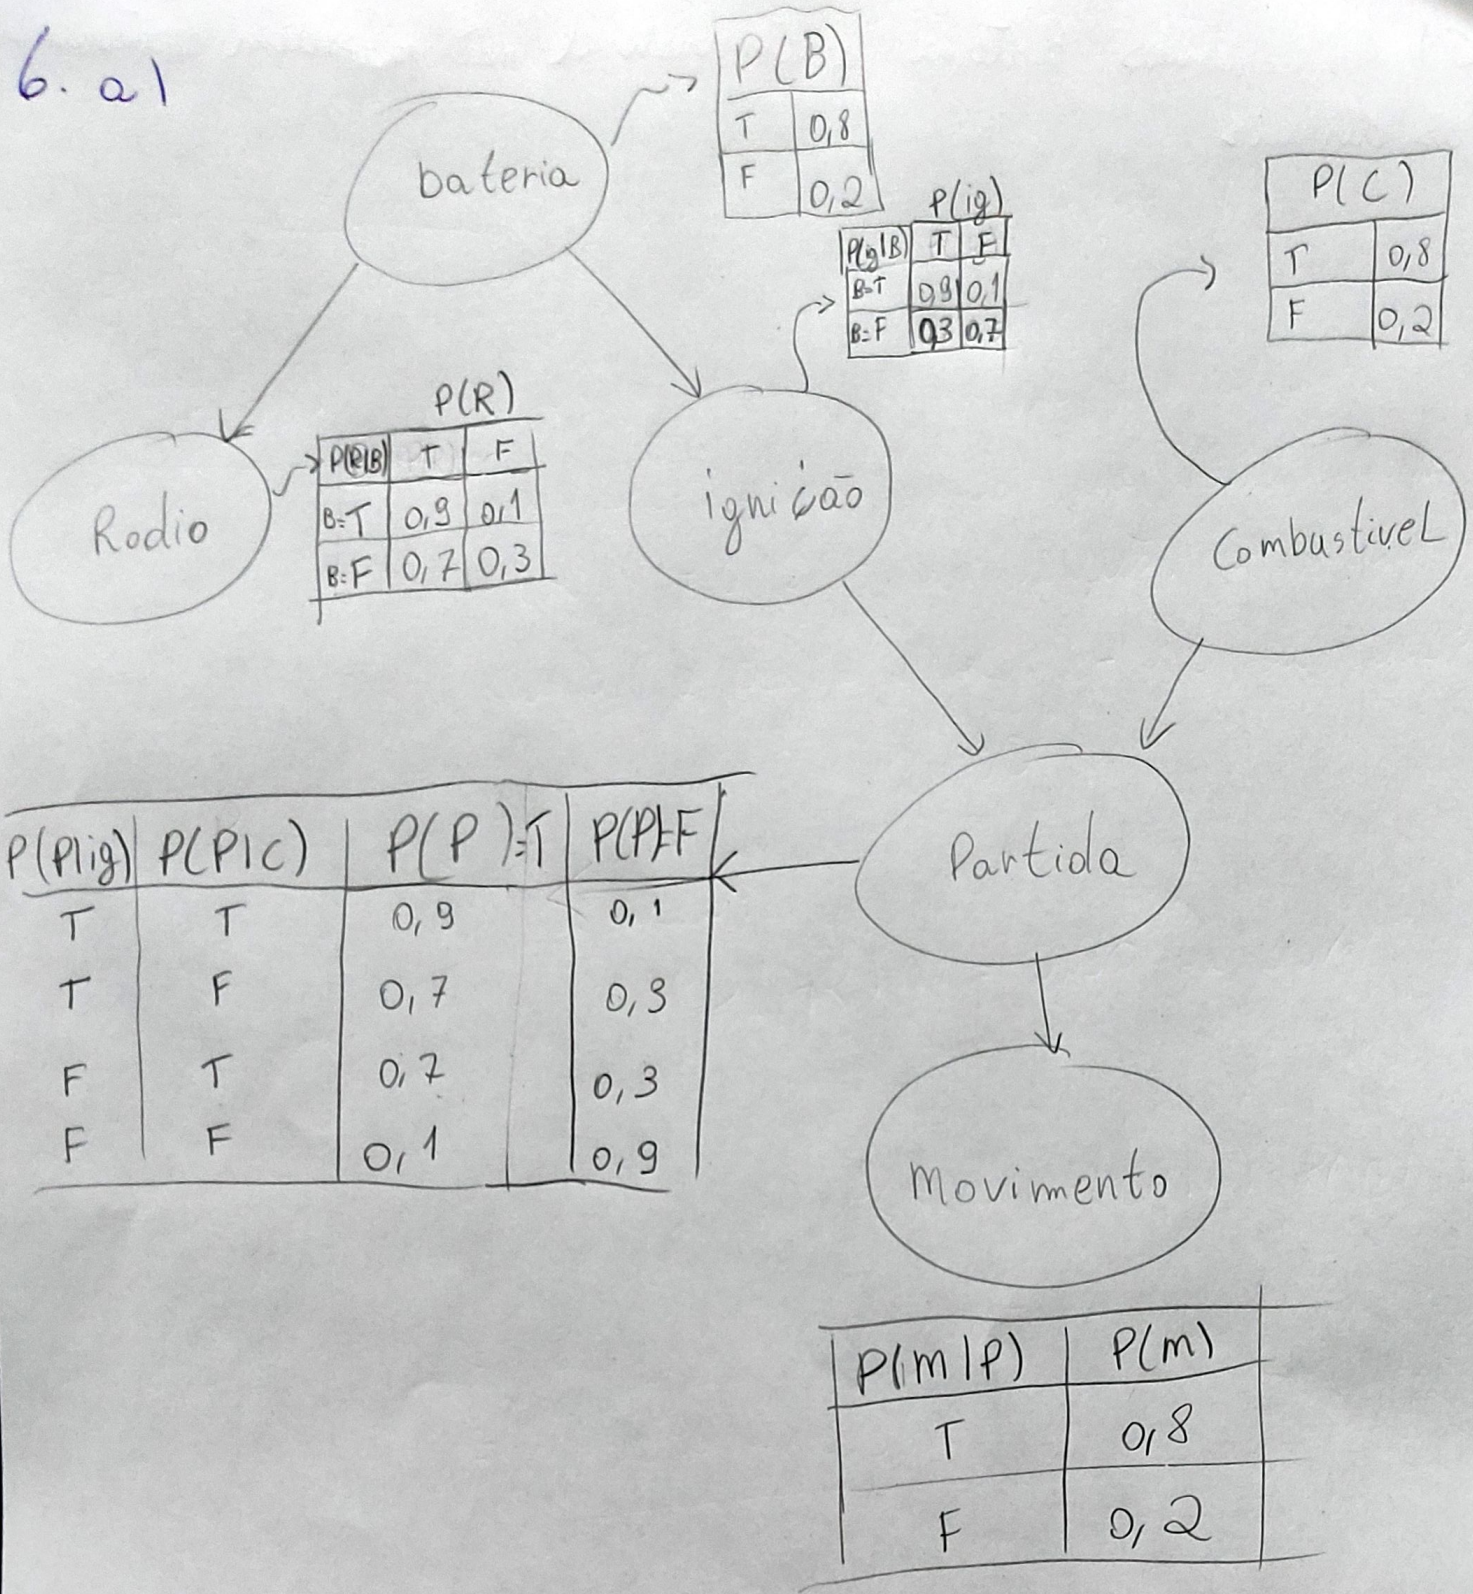 6. a)
bateria
P(B)
T 0,8
F 0,2
P(ig)
P(ig|B) T F
B=T 0,9 0,1
B=F 0,3 0,7
P(C)
T 0,8
F 0,2
Rodio
P(R)
P(R|B) T F
B=T 0,9 0,1
B=F 0,7 0,3
ignição
CombustiveL
Partida
P(P|ig) P(P|C) P(P)=T P(P)=F
T T 0,9 0,1
T F 0,7 0,3
F T 0,7 0,3
F F 0,1 0,9
Movimento
P(m|P) P(m)
T 0,8
F 0,2